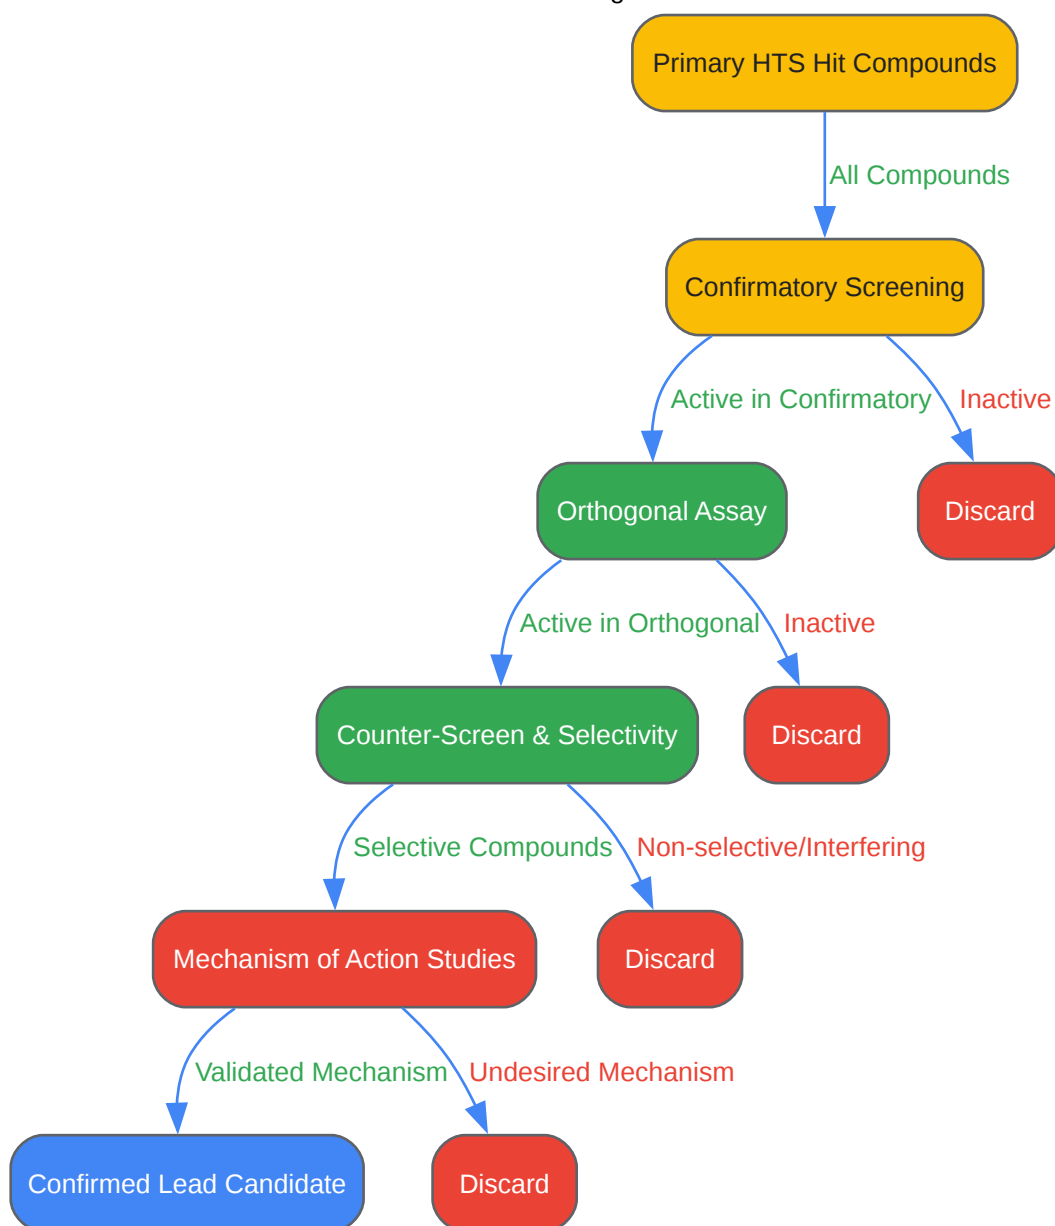 Primary HTS Hit Compounds
All Compounds
Confirmatory Screening
Active in Confirmatory
Inactive
Orthogonal Assay
Discard
Active in Orthogonal
Inactive
Counter-Screen & Selectivity
Discard
Selective Compounds
Non-selective/Interfering
Mechanism of Action Studies
Discard
Validated Mechanism
Undesired Mechanism
Confirmed Lead Candidate
Discard